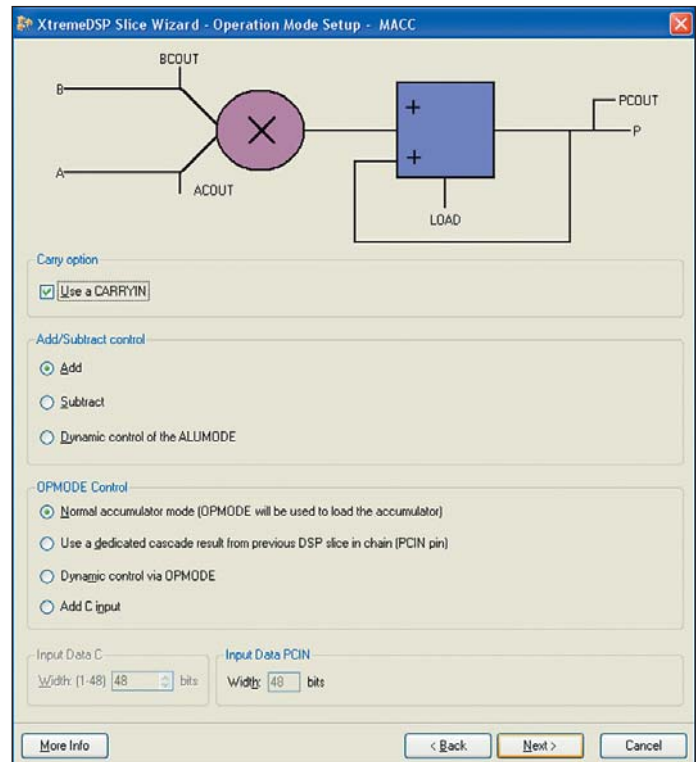 XtremeDSP Slice Wizard - Operation Mode Setup - MACC
BCOUT
B
×
+
+
PCOUT
P
A
ACOUT
LOAD
Carry option
Use a CARRYIN
Add/Subtract control
Add
Subtract
Dynamic control of the ALUMODE
OPMODE Control
Normal accumulator mode (OPMODE will be used to load the accumulator)
Use a dedicated cascade result from previous DSP slice in chain (PCIN pin)
Dynamic control via OPMODE
Add C input
Input Data C
Width: (1-48) 48 bits
Input Data PCIN
Width: 48 bits
More Info
< Back
Next >
Cancel